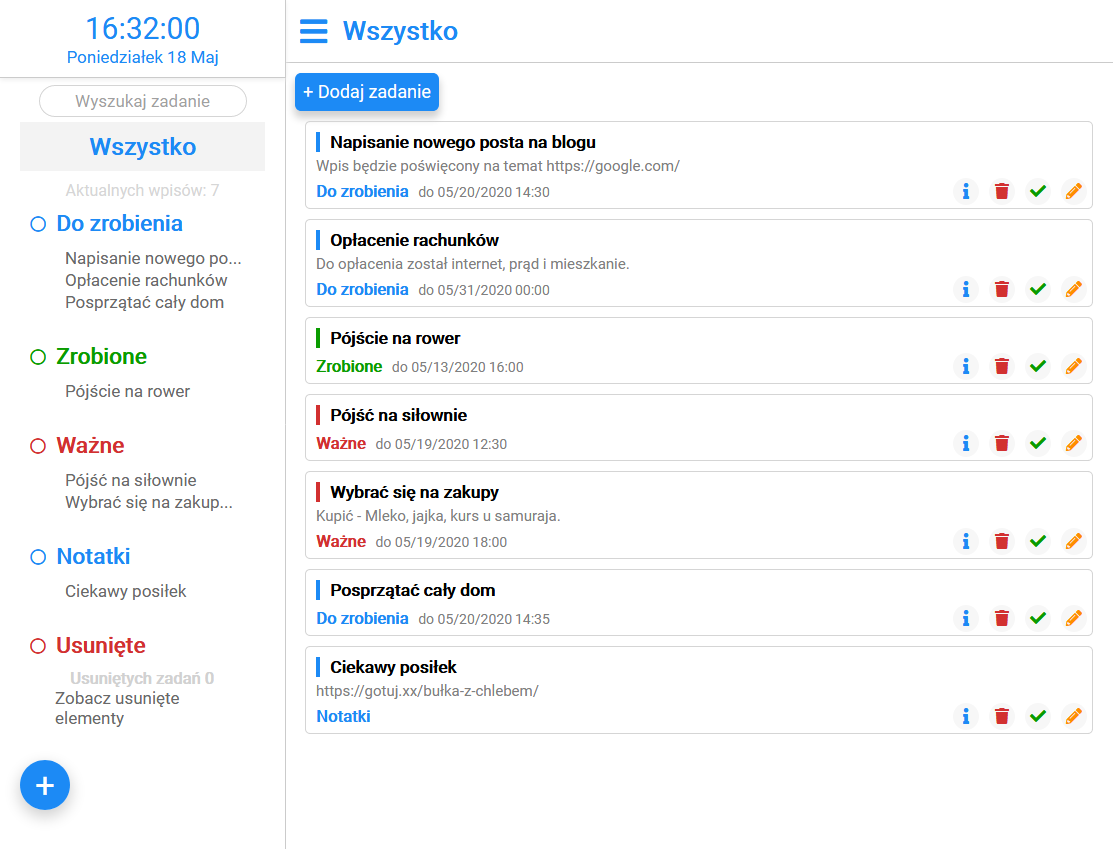 16:32:00
Poniedziałek 18 Maj
Wyszukaj zadanie
Wszystko
Aktualnych wpisów: 7
Do zrobienia
Napisanie nowego po...
Opłacenie rachunków
Posprzątać cały dom
Zrobione
Pójście na rower
Ważne
Pójść na siłownie
Wybrać się na zakup...
Notatki
Ciekawy posiłek
Usunięte
Usuniętych zadań 0
Zobacz usunięte
elementy
+
Wszystko
+ Dodaj zadanie
Napisanie nowego posta na blogu
Wpis będzie poświęcony na temat https://google.com/
Do zrobienia do 05/20/2020 14:30
Opłacenie rachunków
Do opłacenia został internet, prąd i mieszkanie.
Do zrobienia do 05/31/2020 00:00
Pójście na rower
Zrobione do 05/13/2020 16:00
Pójść na siłownie
Ważne do 05/19/2020 12:30
Wybrać się na zakupy
Kupić - Mleko, jajka, kurs u samuraja.
Ważne do 05/19/2020 18:00
Posprzątać cały dom
Do zrobienia do 05/20/2020 14:35
Ciekawy posiłek
https://gotuj.xx/bułka-z-chlebem/
Notatki